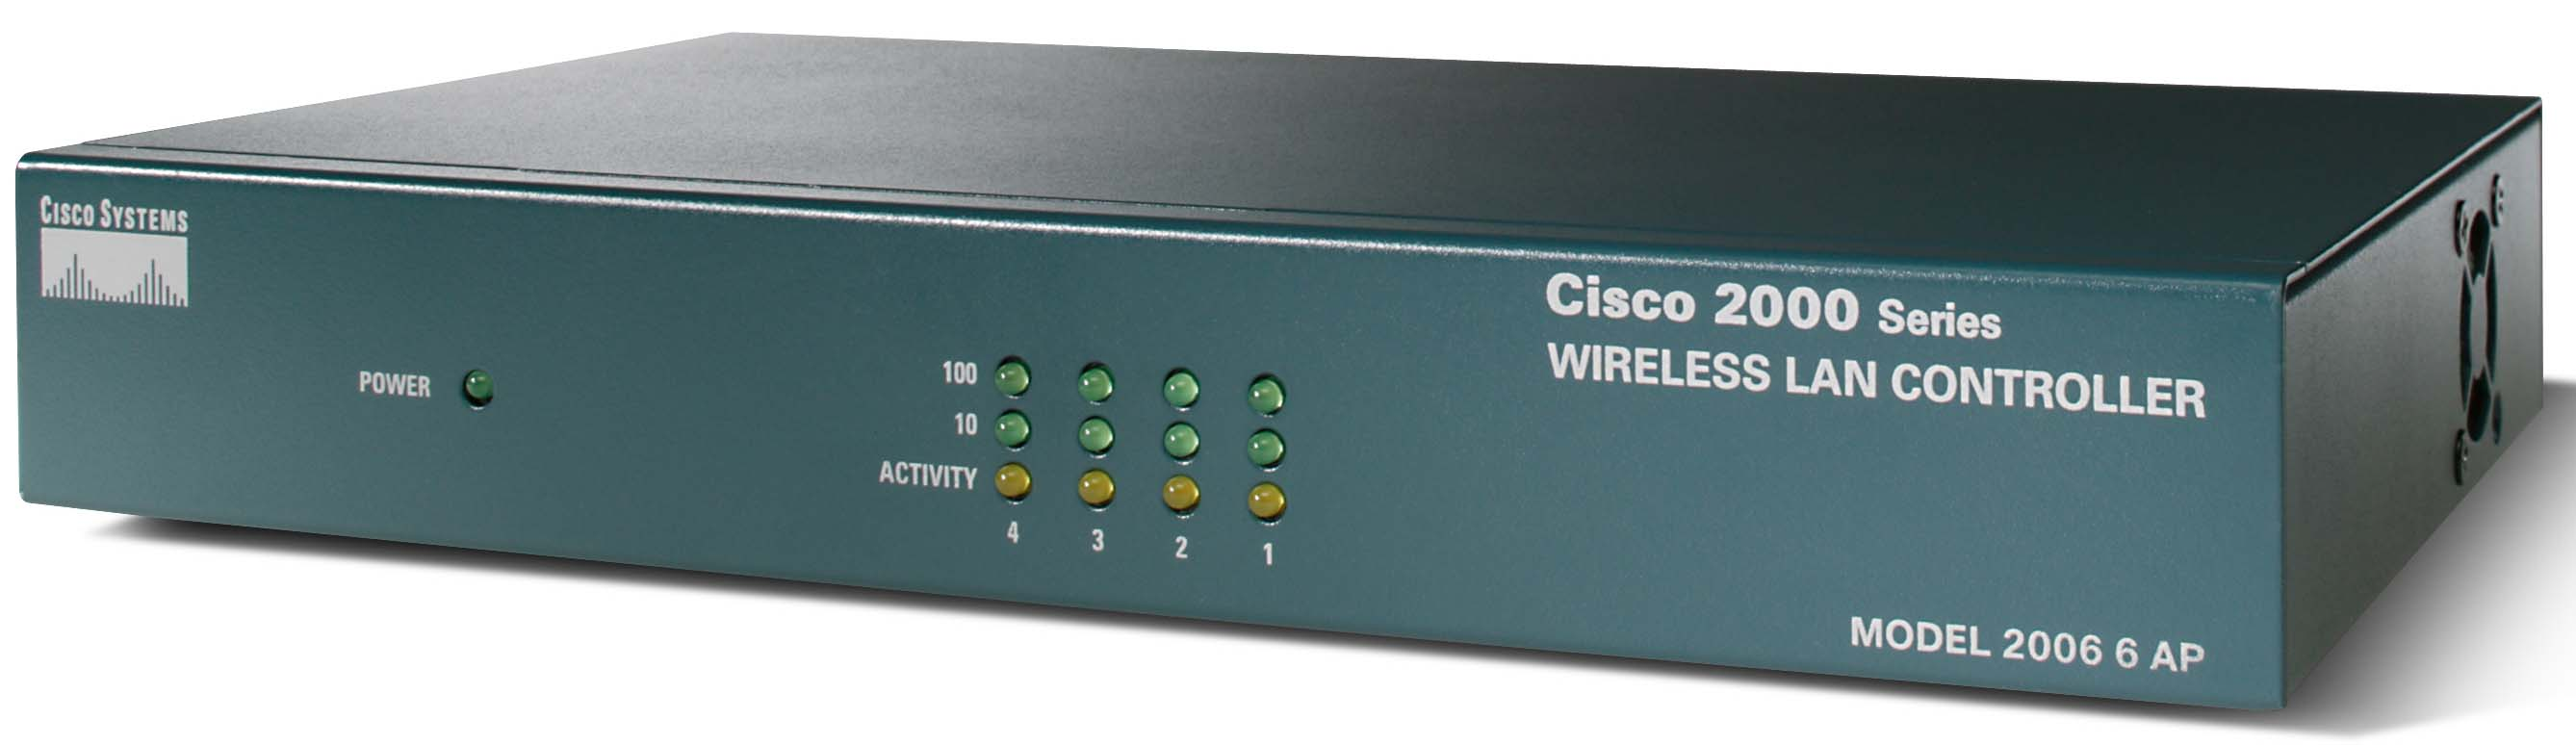 CISCO SYSTEMS
Cisco 2000 Series
WIRELESS LAN CONTROLLER
POWER
100
10
ACTIVITY
4 3 2 1
MODEL 2006 6 AP